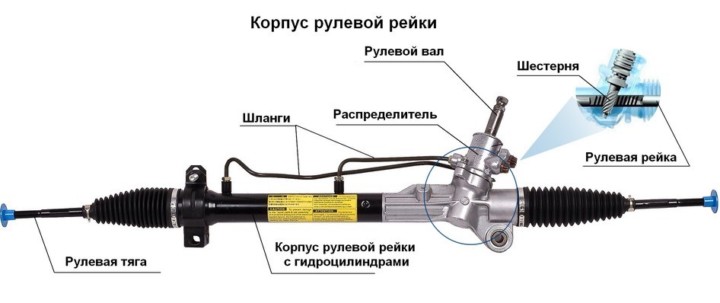 Корпус рулевой рейки
Рулевой вал
Шестерня
Шланги
Распределитель
Рулевая рейка
Рулевая тяга
Корпус рулевой рейки
с гидроцилиндрами